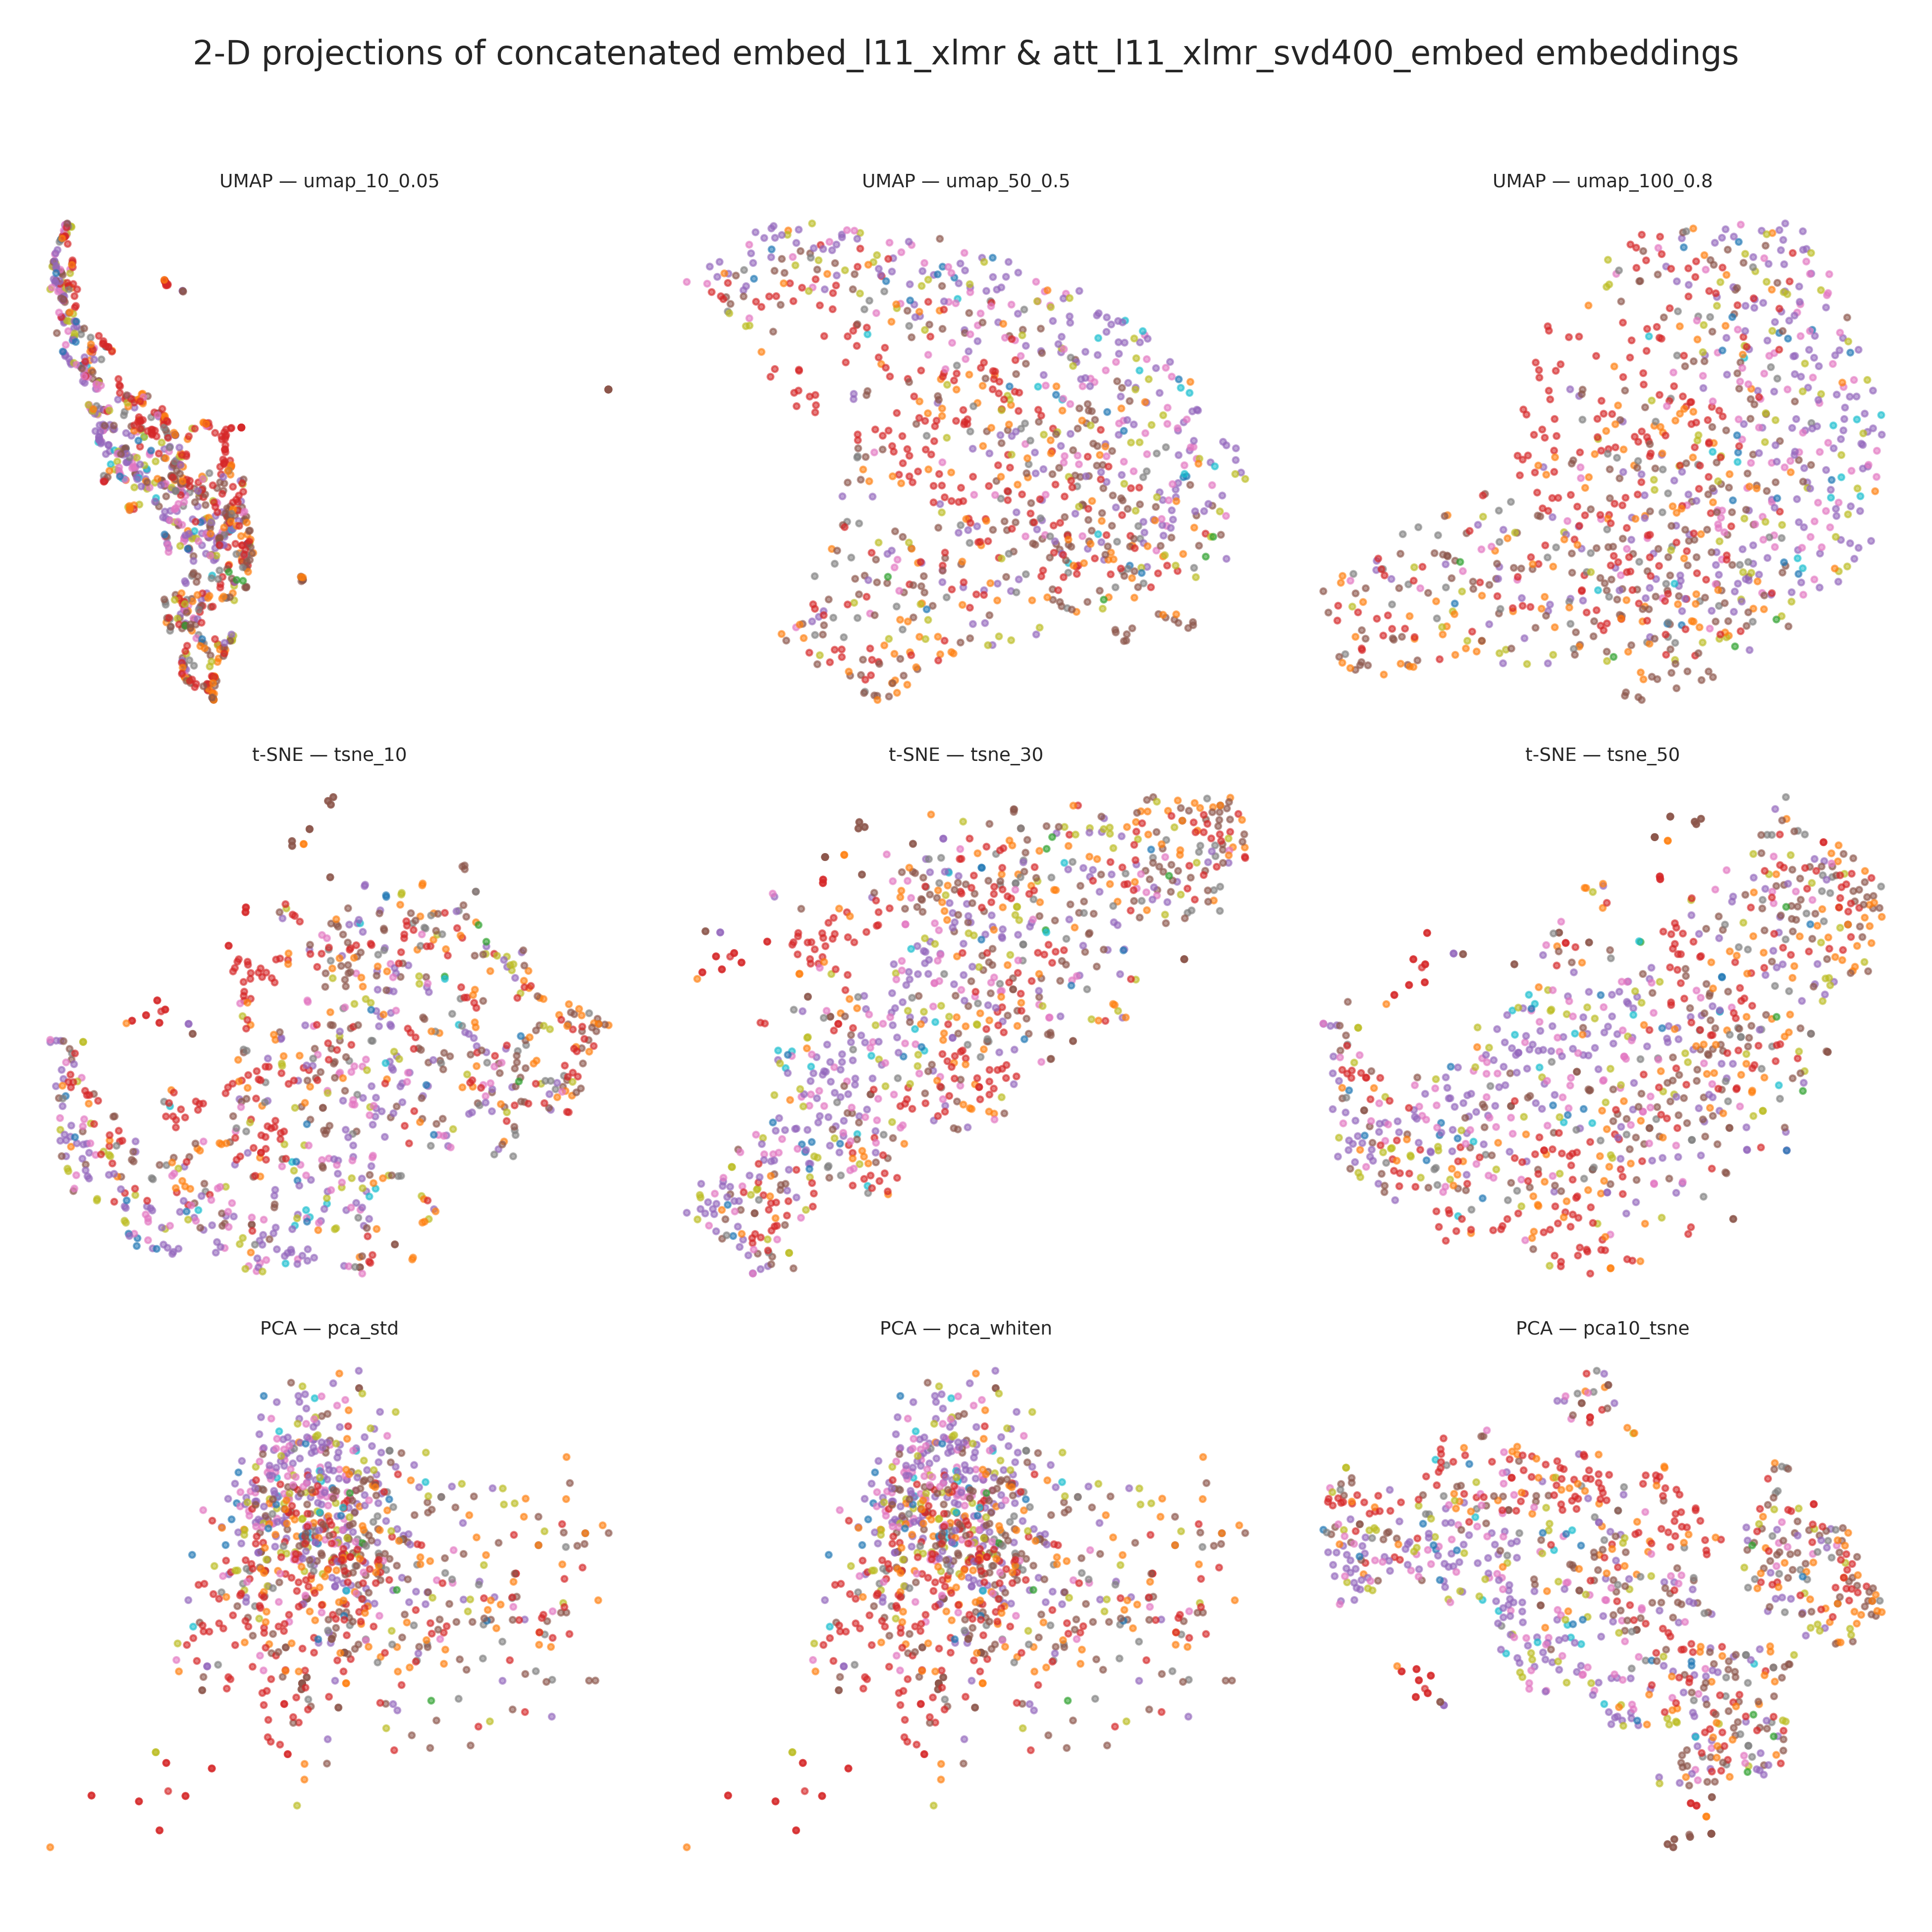 2-D projections of concatenated embed_l11_xlmr & att_l11_xlmr_svd400_embed embeddings
UMAP — umap_10_0.05
UMAP — umap_50_0.5
UMAP — umap_100_0.8
t-SNE — tsne_10
t-SNE — tsne_30
t-SNE — tsne_50
PCA — pca_std
PCA — pca_whiten
PCA — pca10_tsne